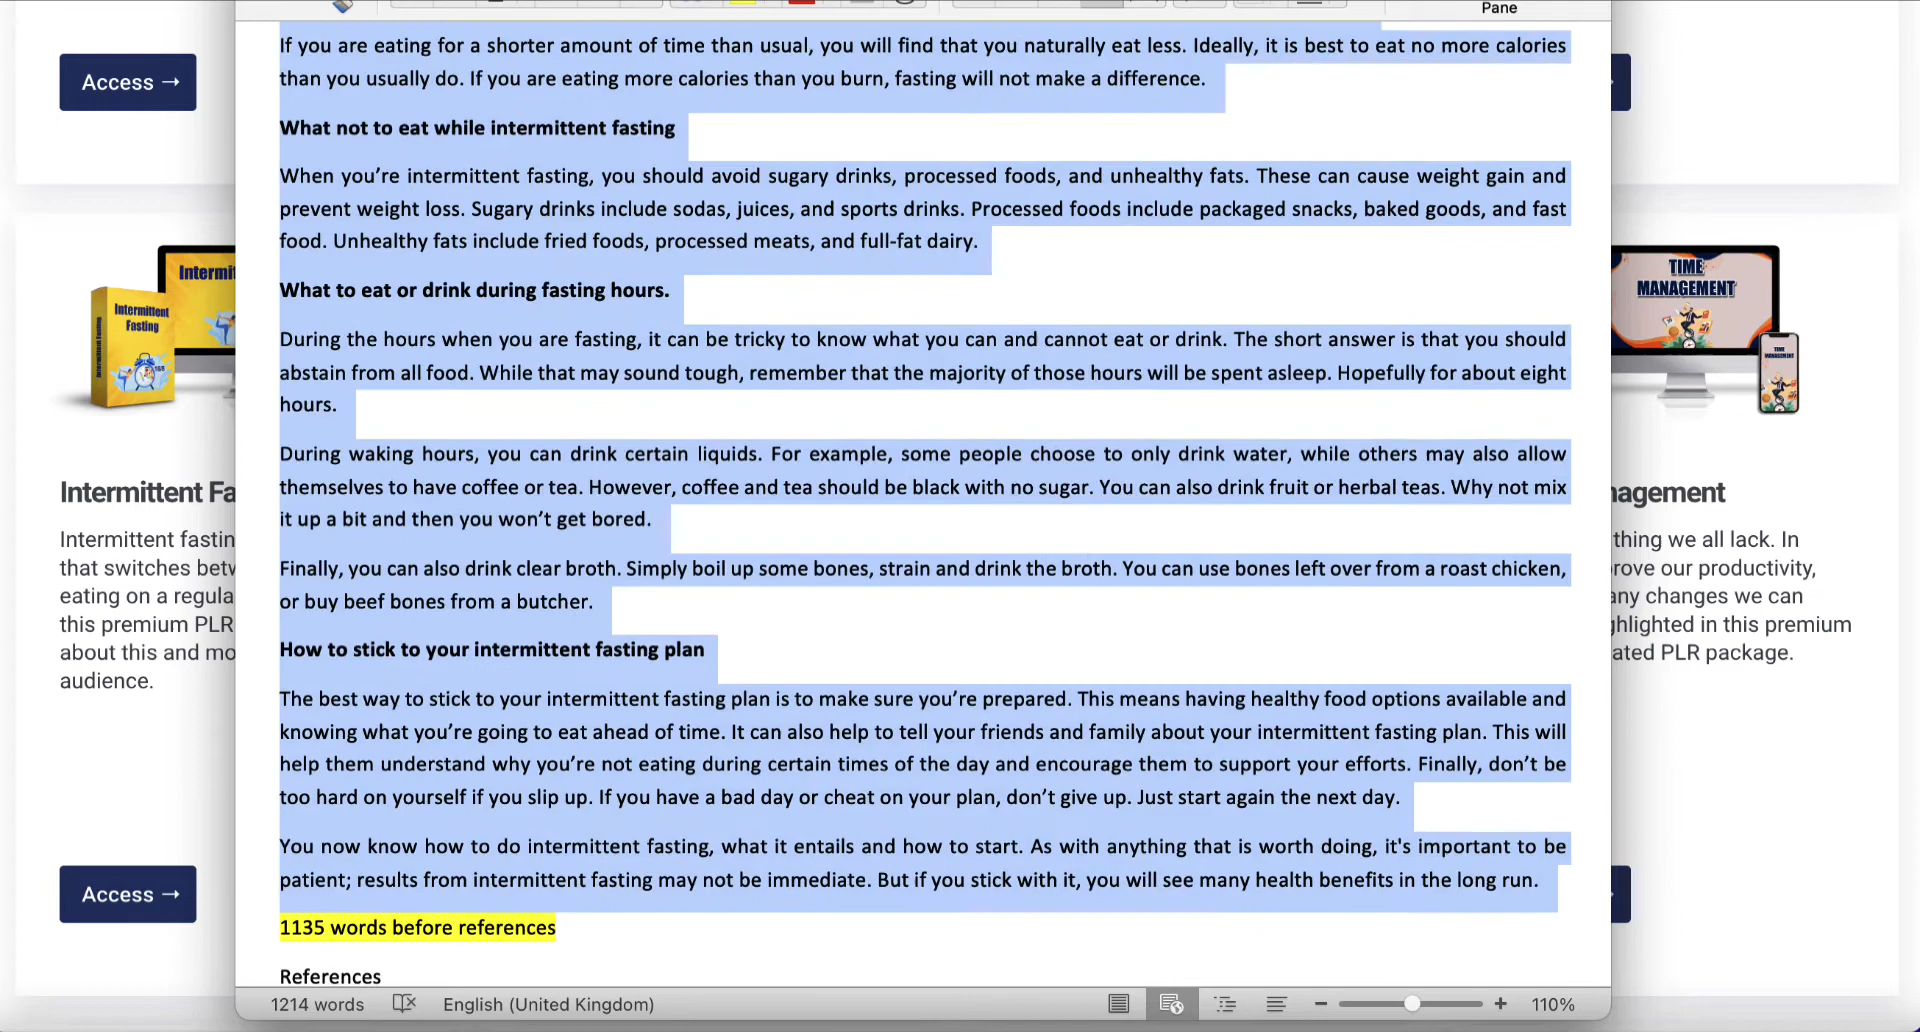 Pane
If you are eating for a shorter amount of time than usual, you will find that you naturally eat less. Ideally, it is best to eat no more calories
than you usually do. If you are eating more calories than you burn, fasting will not make a difference.
What not to eat while intermittent fasting
When you’re intermittent fasting, you should avoid sugary drinks, processed foods, and unhealthy fats. These can cause weight gain and
prevent weight loss. Sugary drinks include sodas, juices, and sports drinks. Processed foods include packaged snacks, baked goods, and fast
food. Unhealthy fats include fried foods, processed meats, and full-fat dairy.
What to eat or drink during fasting hours.
During the hours when you are fasting, it can be tricky to know what you can and cannot eat or drink. The short answer is that you should
abstain from all food. While that may sound tough, remember that the majority of those hours will be spent asleep. Hopefully for about eight
hours.
During waking hours, you can drink certain liquids. For example, some people choose to only drink water, while others may also allow
themselves to have coffee or tea. However, coffee and tea should be black with no sugar. You can also drink fruit or herbal teas. Why not mix
it up a bit and then you won’t get bored.
Finally, you can also drink clear broth. Simply boil up some bones, strain and drink the broth. You can use bones left over from a roast chicken,
or buy beef bones from a butcher.
How to stick to your intermittent fasting plan
The best way to stick to your intermittent fasting plan is to make sure you’re prepared. This means having healthy food options available and
knowing what you’re going to eat ahead of time. It can also help to tell your friends and family about your intermittent fasting plan. This will
help them understand why you’re not eating during certain times of the day and encourage them to support your efforts. Finally, don’t be
too hard on yourself if you slip up. If you have a bad day or cheat on your plan, don’t give up. Just start again the next day.
You now know how to do intermittent fasting, what it entails and how to start. As with anything that is worth doing, it's important to be
patient; results from intermittent fasting may not be immediate. But if you stick with it, you will see many health benefits in the long run.
1135 words before references
References
1214 words
English (United Kingdom)
110%
Access →
Intermi
Intermittent
Fasting
Intermittent Fasting
Intermittent Fa
Intermittent fastin
that switches betw
eating on a regula
this premium PLR
about this and mo
audience.
Access →
TIME
MANAGEMENT
TIME
MANAGEMENT
nagement
thing we all lack. In
rove our productivity,
any changes we can
ghlighted in this premium
ated PLR package.